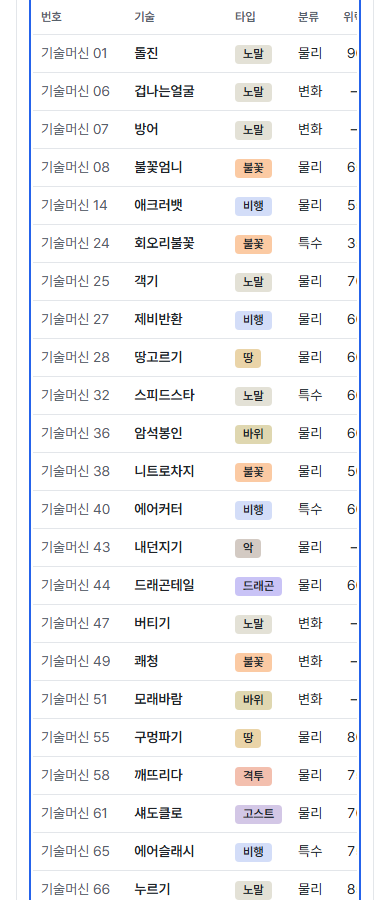 번호 기술 타입 분류
기술머신 01 돌진 노말 물리
기술머신 06 겁나는얼굴 노말 변화 –
기술머신 07 방어 노말 변화 –
기술머신 08 불꽃엄니 불꽃 물리
기술머신 14 애크러뱃 비행 물리
기술머신 24 회오리불꽃 불꽃 특수
기술머신 25 객기 노말 물리
기술머신 27 제비반환 비행 물리
기술머신 28 땅고르기 땅 물리
기술머신 32 스피드스타 노말 특수
기술머신 36 암석봉인 바위 물리
기술머신 38 니트로차지 불꽃 물리
기술머신 40 에어커터 비행 특수
기술머신 43 내던지기 악 물리 –
기술머신 44 드래곤테일 드래곤 물리
기술머신 47 버티기 노말 변화 –
기술머신 49 쾌청 불꽃 변화 –
기술머신 51 모래바람 바위 변화 –
기술머신 55 구멍파기 땅 물리
기술머신 58 깨뜨리다 격투 물리
기술머신 61 섀도클로 고스트 물리
기술머신 65 에어슬래시 비행 특수
기술머신 66 누르기 노말 물리